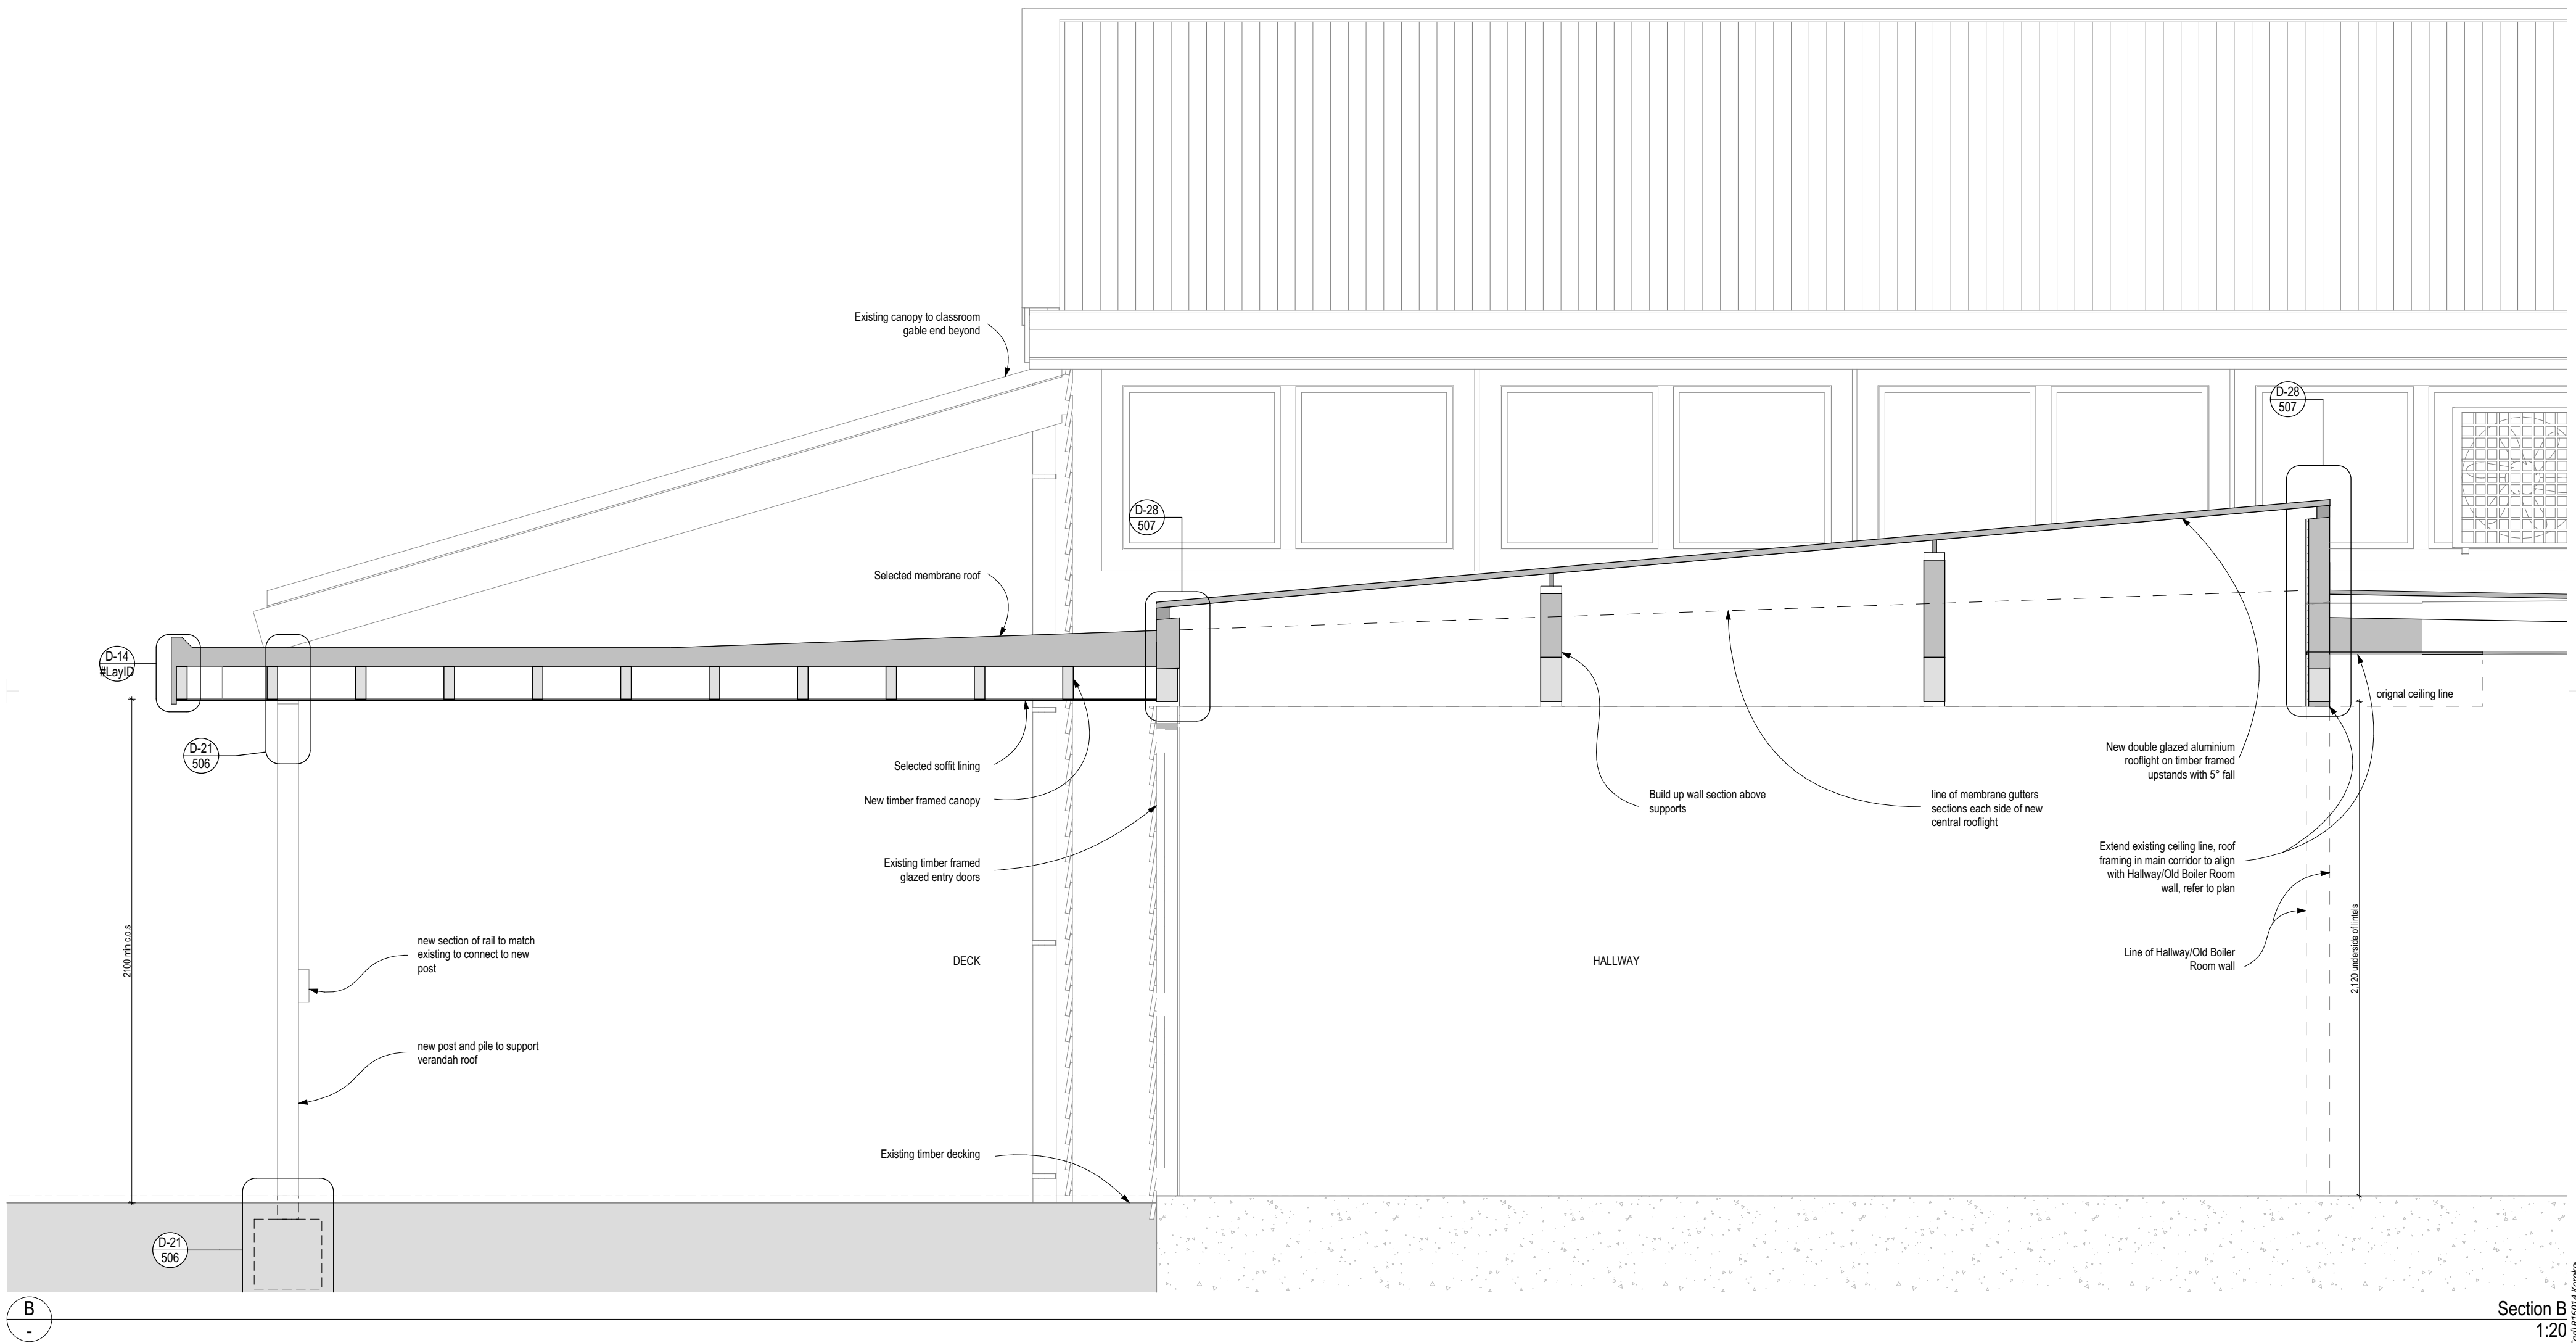 Existing canopy to classroom
gable end beyond
D-28
507
D-28
507
Selected membrane roof
D-14
#LayID
orignal ceiling line
D-21
506
Selected soffit lining
New timber framed canopy
New double glazed aluminium
rooflight on timber framed
upstands with 5° fall
Build up wall section above
supports
line of membrane gutters
sections each side of new
central rooflight
Existing timber framed
glazed entry doors
Extend existing ceiling line, roof
framing in main corridor to align
with Hallway/Old Boiler Room
wall, refer to plan
2100 min c.o.s
2,120 underside of lintels
new section of rail to match
existing to connect to new
post
DECK
HALLWAY
Line of Hallway/Old Boiler
Room wall
new post and pile to support
verandah roof
Existing timber decking
D-21
506
B
-
Section B
1:20